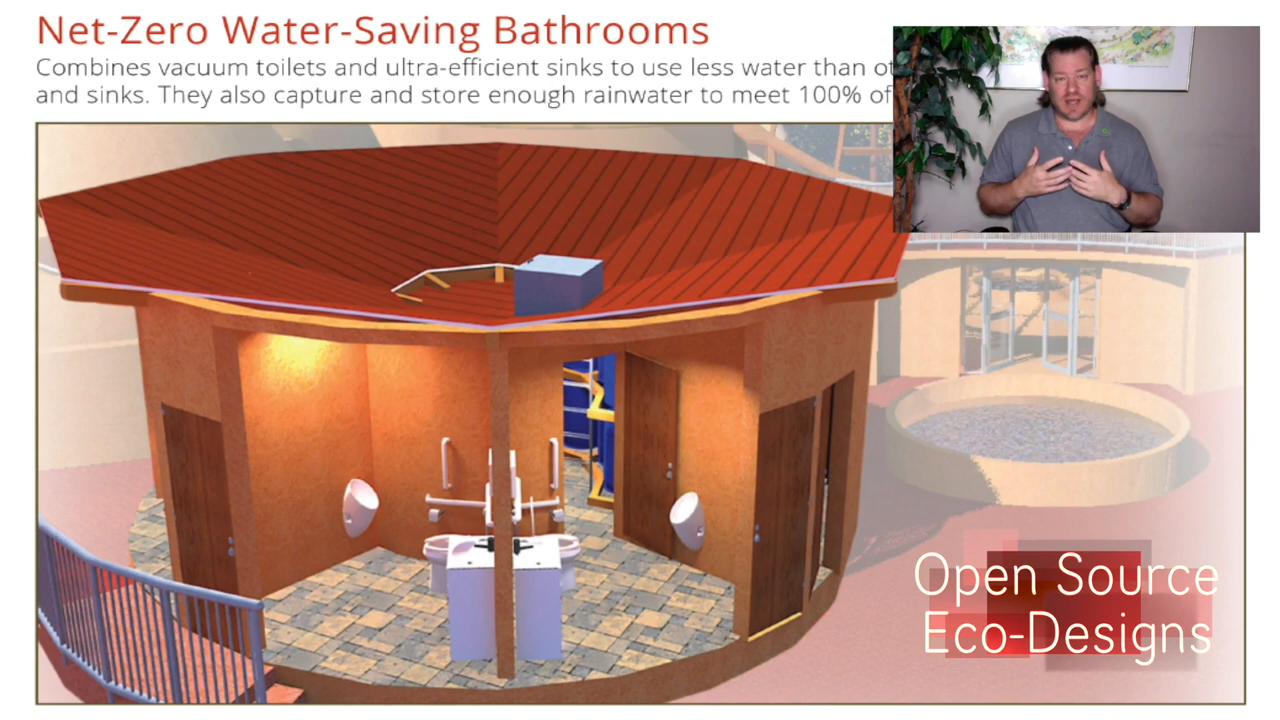 Net-Zero Water-Saving Bathrooms
Combines vacuum toilets and ultra-efficient sinks to use less water than
and sinks. They also capture and store enough rainwater to meet 100% of
Open Source
Eco-Designs